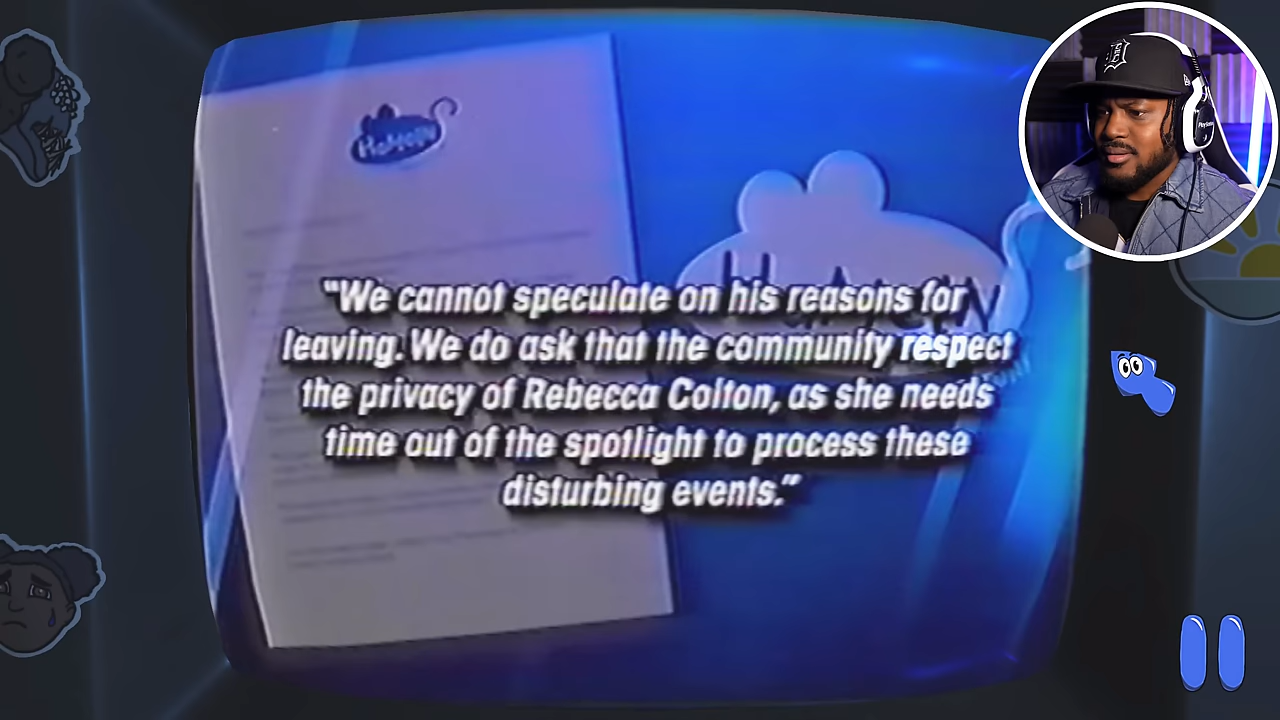 Hameln
"We cannot speculate on his reasons for
leaving. We do ask that the community respect
the privacy of Rebecca Colton, as she needs
time out of the spotlight to process these
disturbing events."